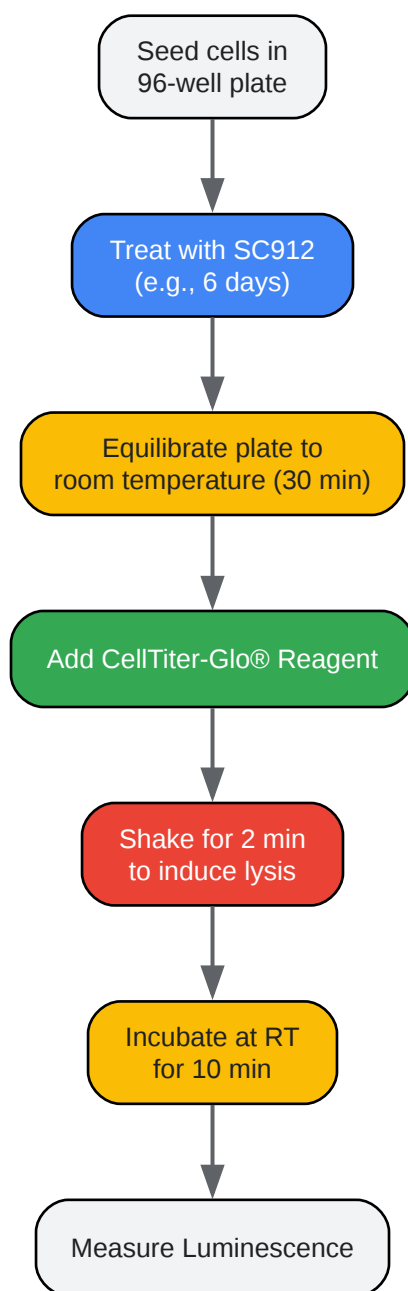 Seed cells in
96-well plate
Treat with SC912
(e.g., 6 days)
Equilibrate plate to
room temperature (30 min)
Add CellTiter-Glo® Reagent
Shake for 2 min
to induce lysis
Incubate at RT
for 10 min
Measure Luminescence